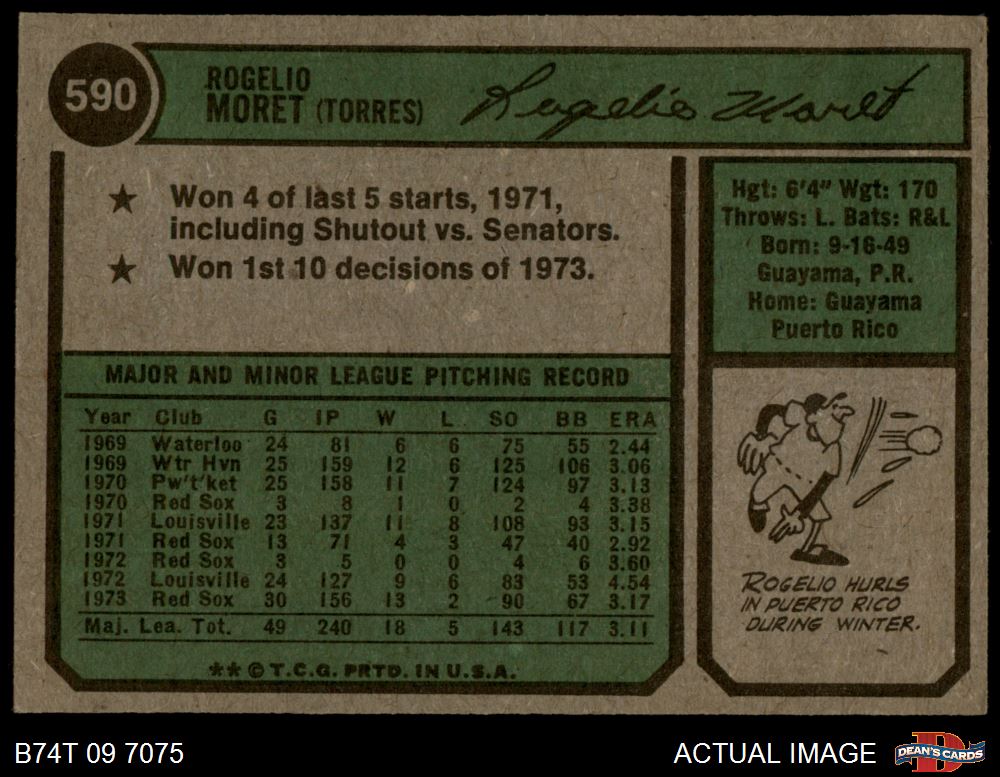 590
ROGELIO
MORET (TORRES)
Rogelio Moret
★ Won 4 of last 5 starts, 1971,
including Shutout vs. Senators.
★ Won 1st 10 decisions of 1973.
Hgt: 6'4" Wgt: 170
Throws: L. Bats: R&L
Born: 9-16-49
Guayama, P.R.
Home: Guayama
Puerto Rico
MAJOR AND MINOR LEAGUE PITCHING RECORD
Year Club G IP W L SO BB ERA
1969 Waterloo 24 81 6 6 75 55 2.44
1969 Wtr Hvn 25 159 12 6 125 106 3.06
1970 Pw't'ket 25 158 11 7 124 97 3.13
1970 Red Sox 3 8 1 0 2 4 3.38
1971 Louisville 23 137 11 8 108 93 3.15
1971 Red Sox 13 71 4 3 47 40 2.92
1972 Red Sox 3 5 0 0 4 6 3.60
1972 Louisville 24 127 9 6 83 53 4.54
1973 Red Sox 30 156 13 2 90 67 3.17
Maj. Lea. Tot. 49 240 18 5 143 117 3.11
** © T.C.G. PRTD. IN U.S.A.
ROGELIO HURLS
IN PUERTO RICO
DURING WINTER.
B74T 09 7075
ACTUAL IMAGE
D
DEAN'S CARDS